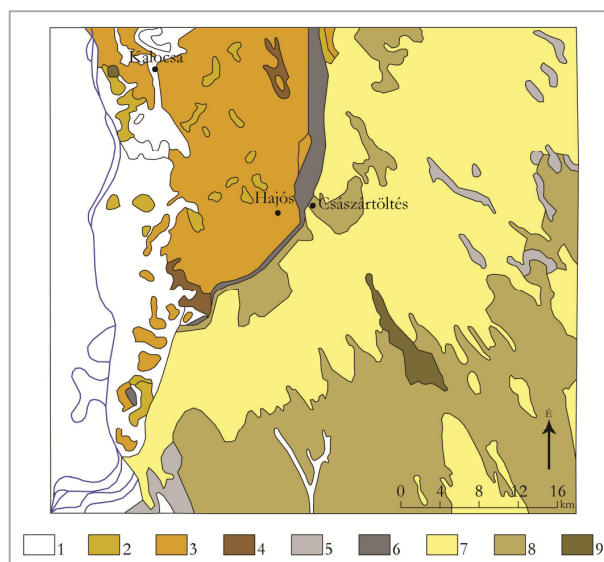 Kalocsa
Hajós
Császártöltés
É
0 4 8 12 16
km
1 2 3 4 5 6 7 8 9